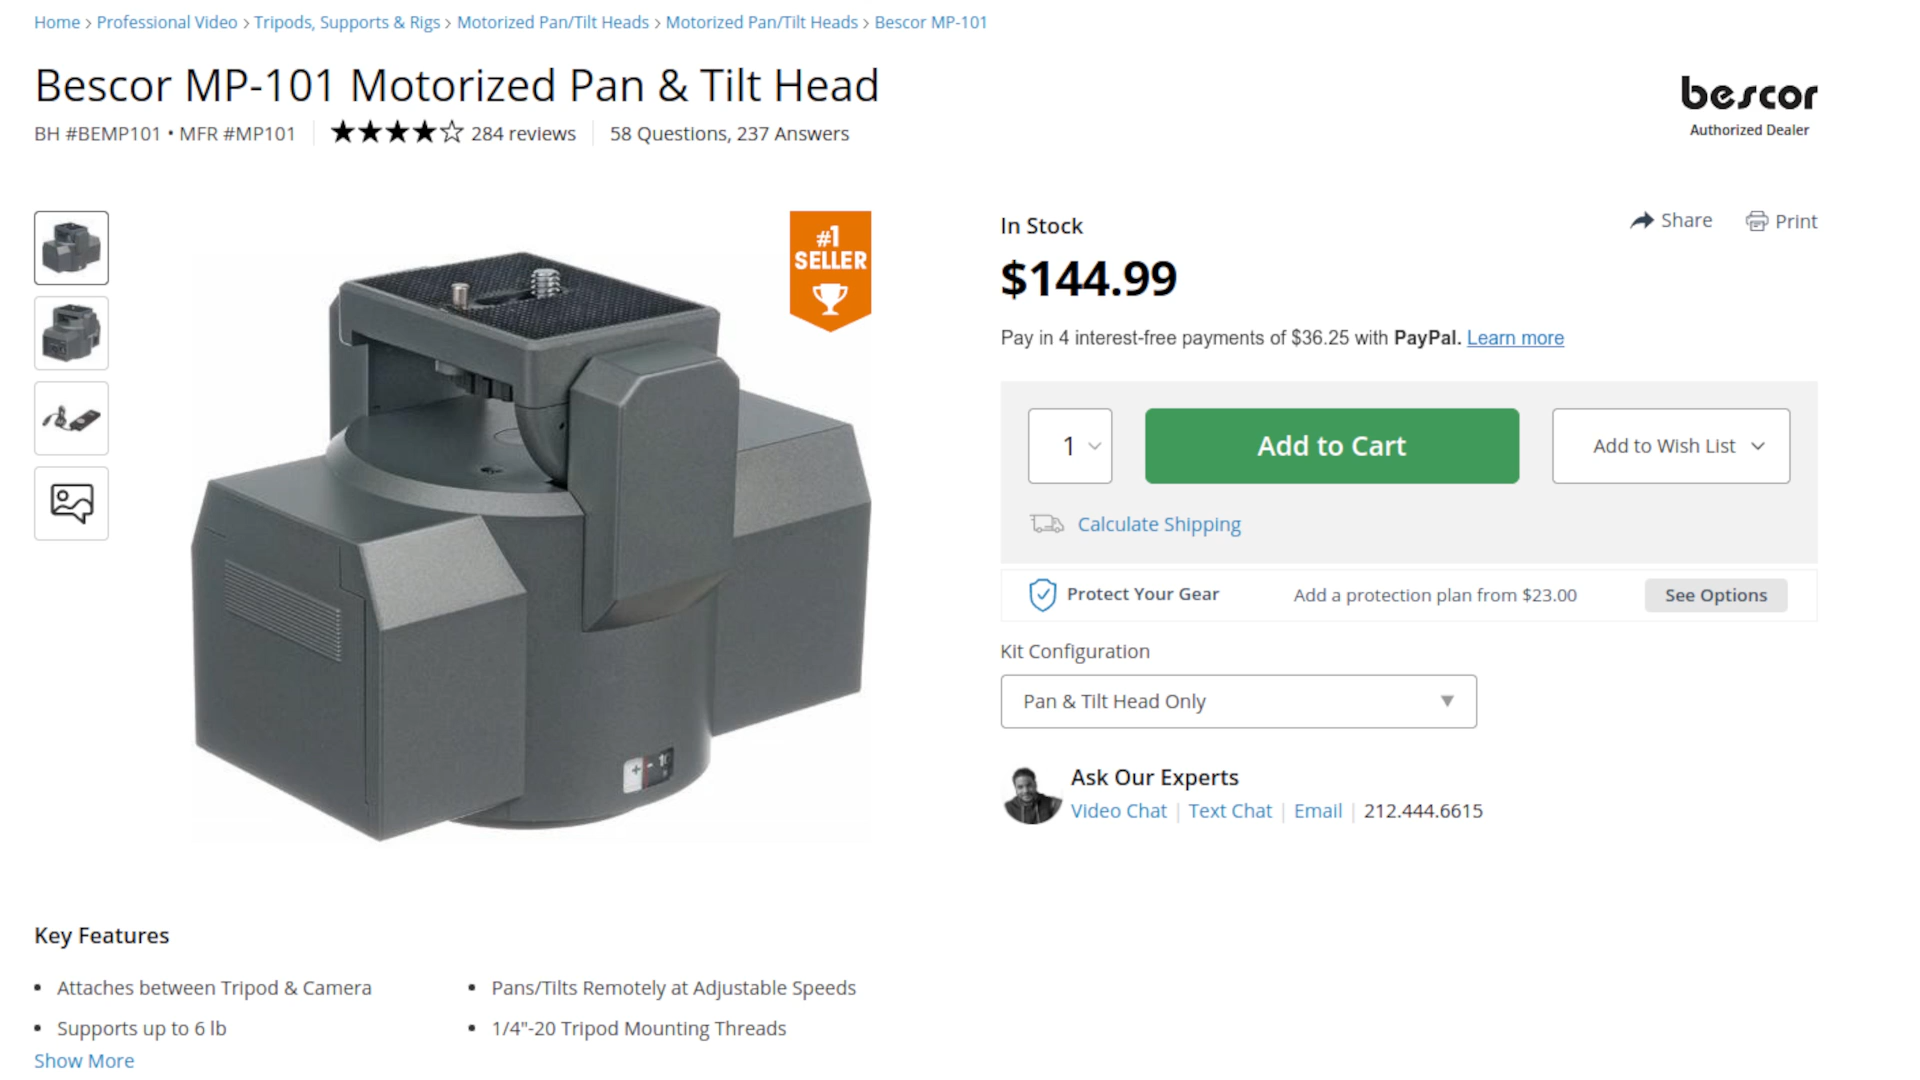 Home › Professional Video › Tripods, Supports & Rigs › Motorized Pan/Tilt Heads › Motorized Pan/Tilt Heads › Bescor MP-101
Bescor MP-101 Motorized Pan & Tilt Head
BH #BEMP101 • MFR #MP101 ★★★★☆ 284 reviews 58 Questions, 237 Answers
bescor
Authorized Dealer
#1
SELLER
In Stock
Share Print
$144.99
Pay in 4 interest-free payments of $36.25 with PayPal. Learn more
1 Add to Cart Add to Wish List
Calculate Shipping
Protect Your Gear Add a protection plan from $23.00 See Options
Kit Configuration
Pan & Tilt Head Only
Ask Our Experts
Video Chat | Text Chat | Email | 212.444.6615
+ - 10
Key Features
• Attaches between Tripod & Camera
• Supports up to 6 lb
• Pans/Tilts Remotely at Adjustable Speeds
• 1/4"-20 Tripod Mounting Threads
Show More